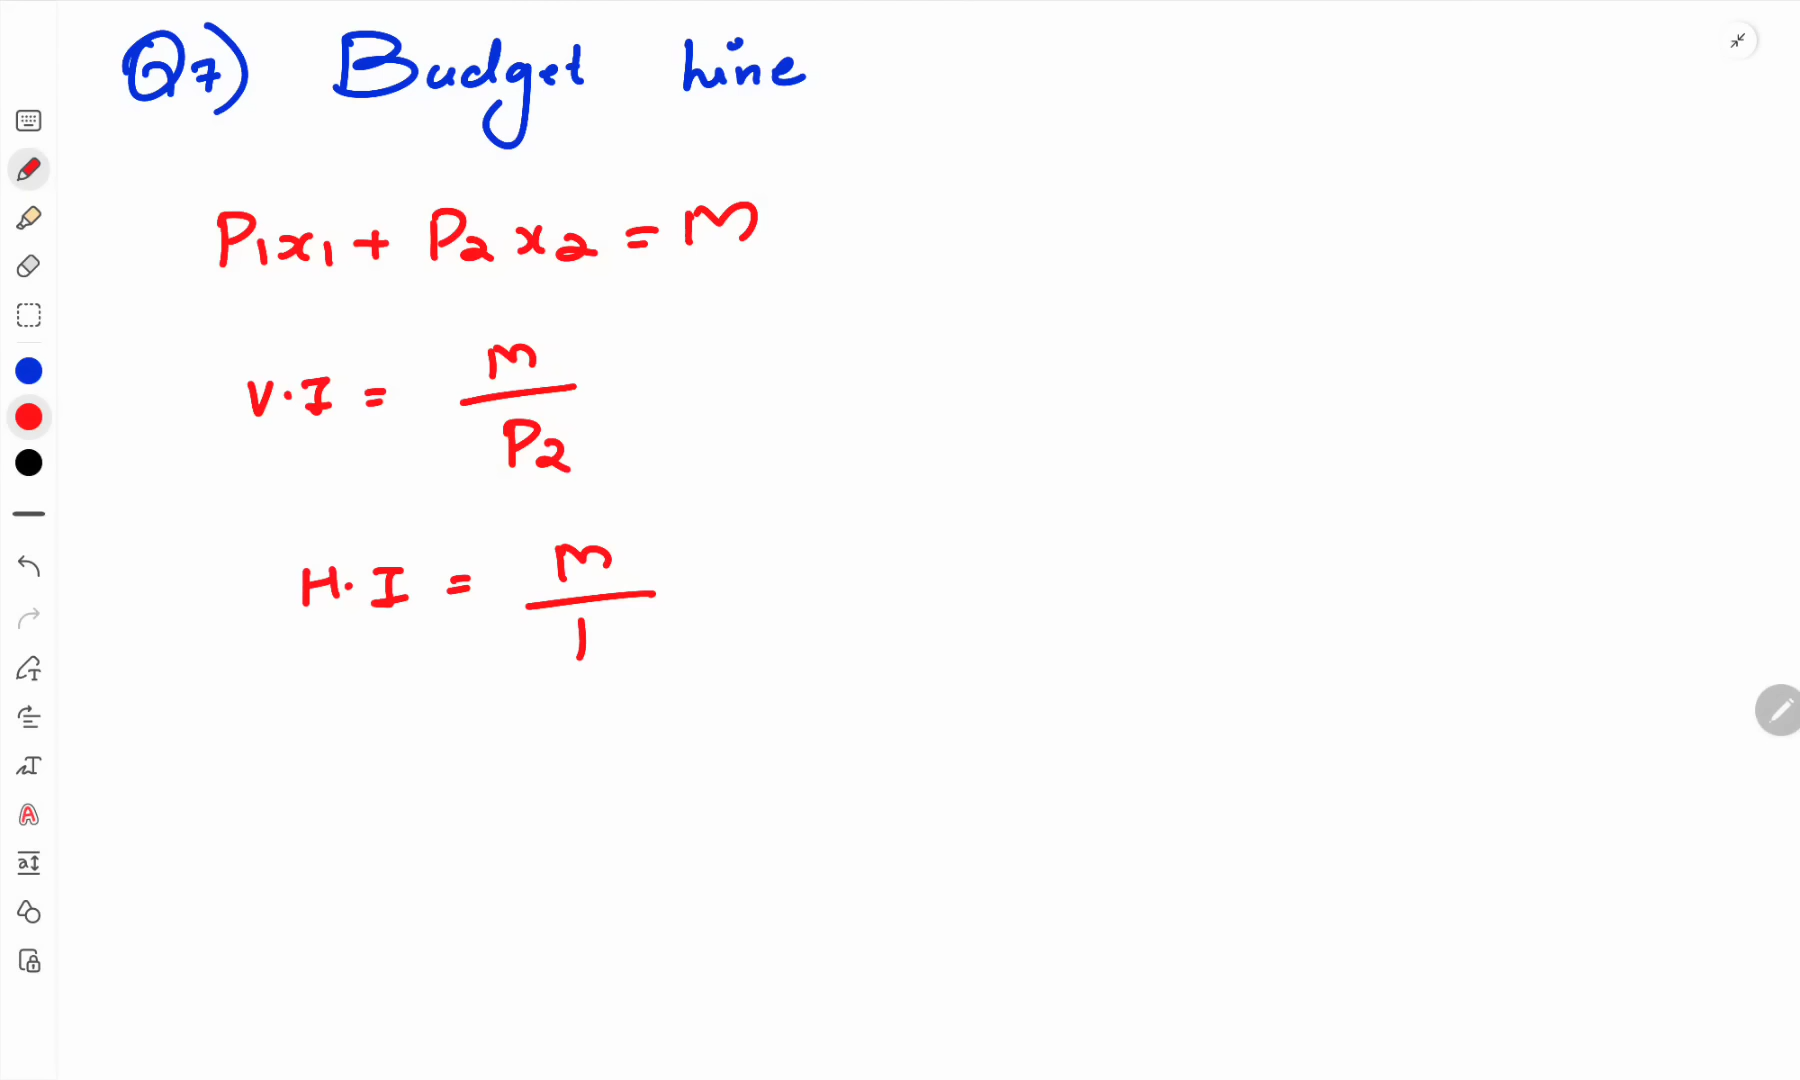 Q7) Budget Line
P1x1 + P2x2 = M
V.I = M
P2
H.I = M
1